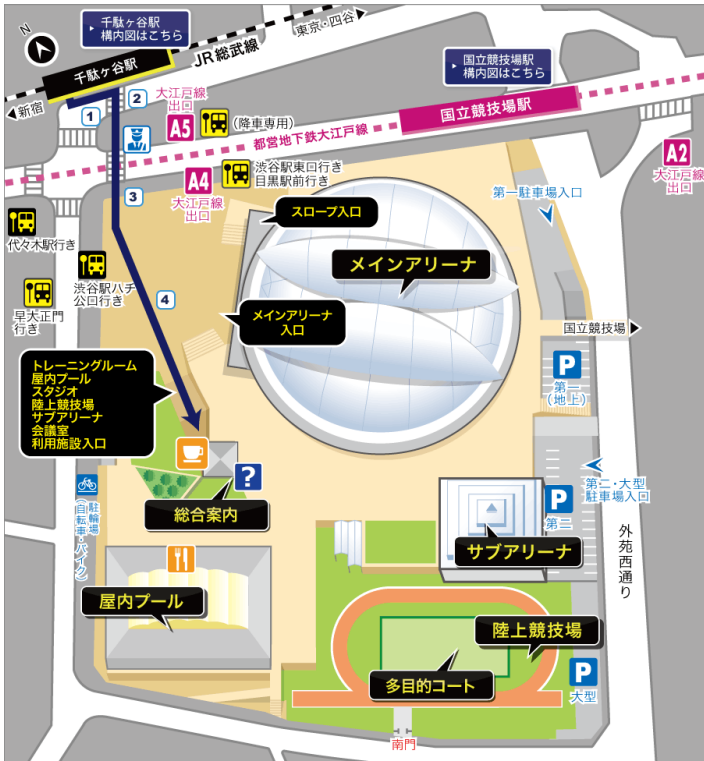 N
千駄ヶ谷駅
構内図はこちら
東京・四谷
千駄ヶ谷駅
JR総武線
新宿
国立競技場駅
構内図はこちら
1
2
大江戸線
出口
A5
(降車専用)
都営地下鉄大江戸線
国立競技場駅
A2
大江戸線
出口
A4
大江戸線
出口
渋谷駅東口行き
目黒駅前行き
3
第一駐車場入口
スロープ入口
代々木駅行き
メインアリーナ
渋谷駅ハチ
公口行き
4
早大正門
行き
メインアリーナ
入口
国立競技場
P
第一
(地上)
トレーニングルーム
屋内プール
スタジオ
陸上競技場
サブアリーナ
会議室
利用施設入口
?
総合案内
駐輪場
(自転車・バイク)
P
第二
第二・大型
駐車場入口
サブアリーナ
外苑西通り
屋内プール
陸上競技場
多目的コート
P
大型
南門